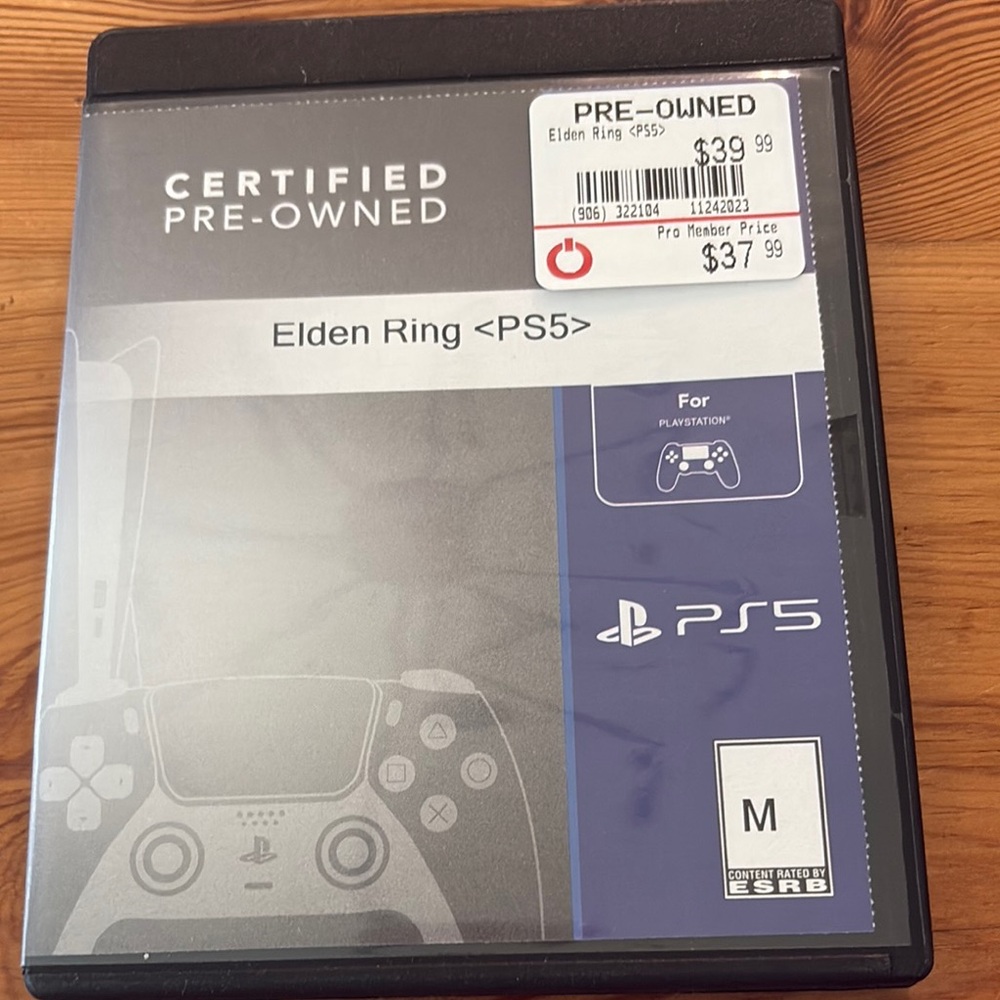 PRE-OWNED
Elden Ring <PS5>
$39 99
(906) 322104 11242023
Pro Member Price
$37 99
CERTIFIED
PRE-OWNED
Elden Ring <PS5>
For
PLAYSTATION®
PS5
M
CONTENT RATED BY
ESRB